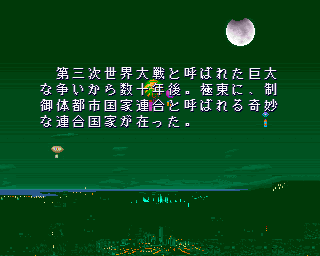 第三次世界大戦と呼ばれた巨大
な争いから数十年後。極東に、制
御体都市国家連合と呼ばれる奇妙
な連合国家が在った。